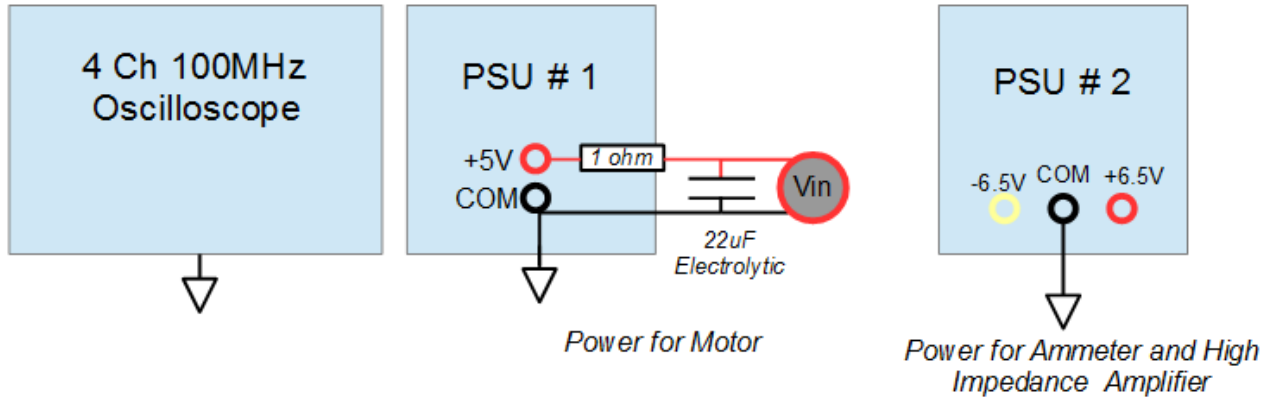 4 Ch 100MHz
Oscilloscope
PSU # 1
+5V
1 ohm
COM
Vin
22uF
Electrolytic
Power for Motor
PSU # 2
-6.5V
COM
+6.5V
Power for Ammeter and High
Impedance Amplifier